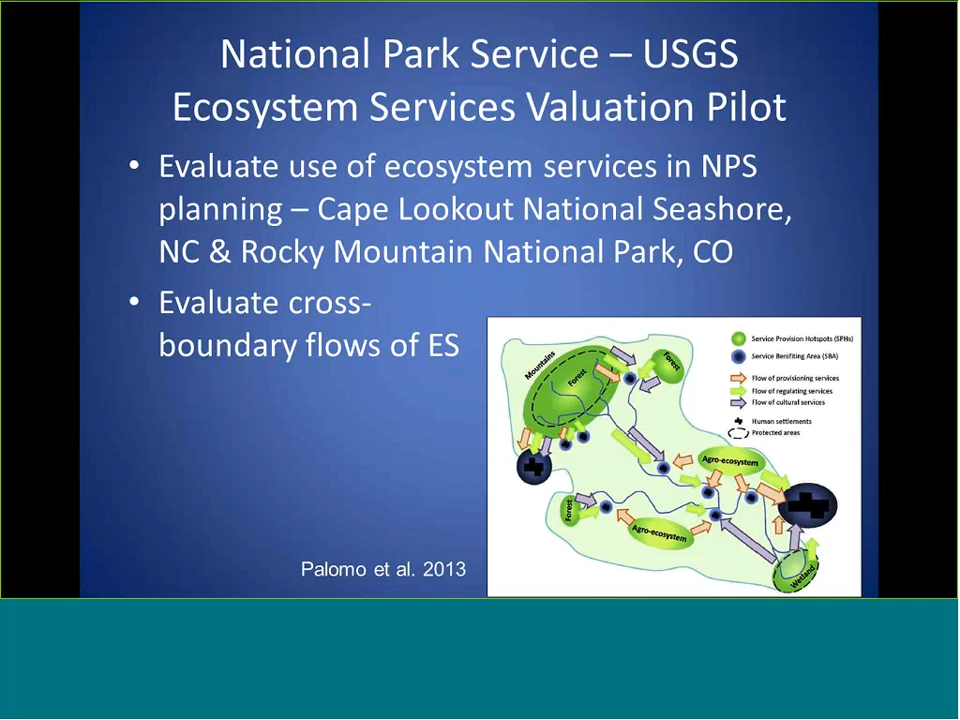 National Park Service – USGS
Ecosystem Services Valuation Pilot
• Evaluate use of ecosystem services in NPS
planning – Cape Lookout National Seashore,
NC & Rocky Mountain National Park, CO
• Evaluate cross-
boundary flows of ES
Service Provision Hotspots (SPHs)
Service Benifiting Area (SBA)
Flow of provisioning services
Flow of regulating services
Flow of cultural services
Human settlements
Protected areas
Mountains
Forest
Forest
Agro-ecosystem
Forest
Agro-ecosystem
Wetland
Palomo et al. 2013